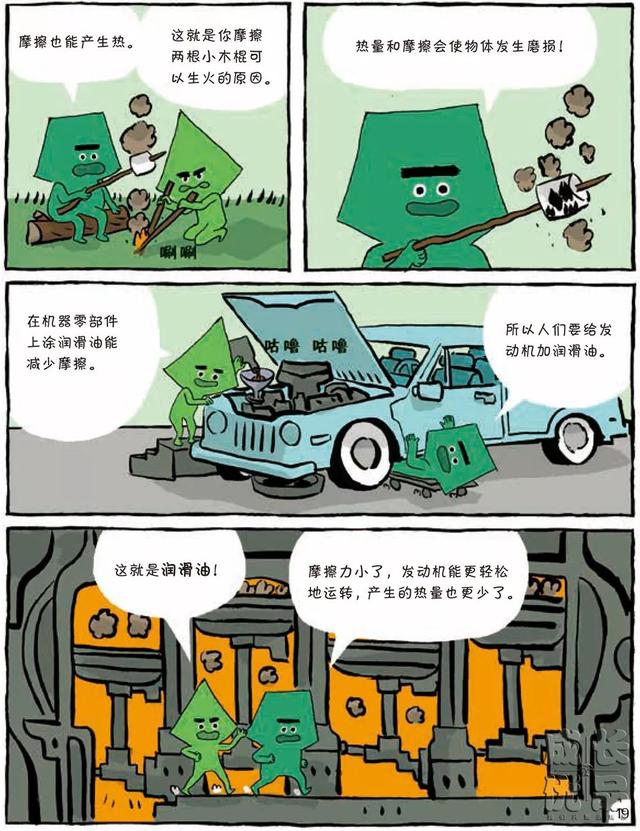 摩擦也能产生热。
这就是你摩擦
两根小木棍可
以生火的原因。
唰唰
热量和摩擦会使物体发生磨损！
在机器零部件
上涂润滑油能
减少摩擦。
咕噜 咕噜
所以人们要给发
动机加润滑油。
这就是润滑油！
摩擦力小了，发动机能更轻松
地运转，产生的热量也更少了。
成长
优品
19